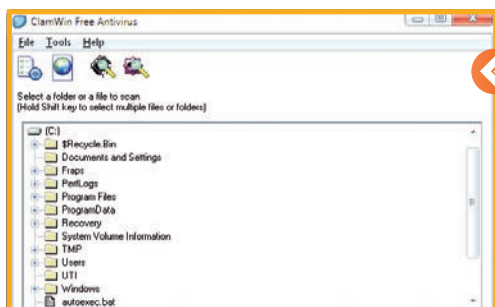 ClamWin Free Antivirus
File Tools Help
Select a folder or a file to scan
(Hold Shift key to select multiple files or folders)
(C:)
$Recycle.Bin
Documents and Settings
Fraps
PerfLogs
Program Files
ProgramData
Recovery
System Volume Information
TMP
Users
UTI
Windows
autoexec.bat